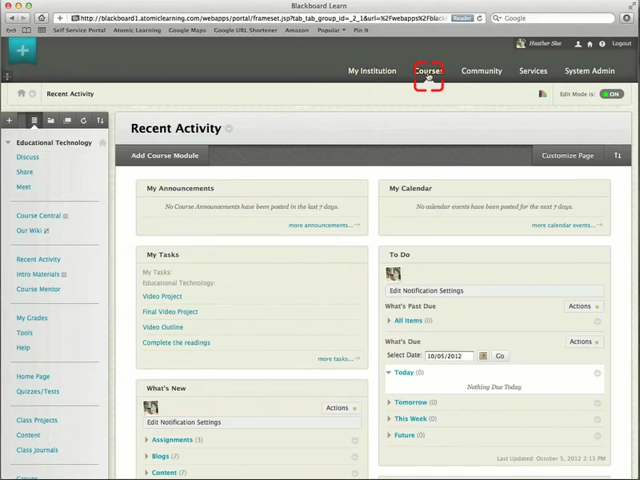 Blackboard Learn
http://blackboard1.atomiclearning.com/webapps/portal/frameset.jsp?tab_tab_group_id=_2_1&url=%2Fwebapps%2Fblack
Reader
Google
Self Service Portal
Atomic Learning
Google Maps
Google URL Shortener
Amazon
Popular
Pin It
Heather Slee
Logout
My Institution
Courses
Community
Services
System Admin
Recent Activity
Edit Mode is:
ON
Educational Technology
Discuss
Share
Meet
Course Central
Our Wiki
Recent Activity
Intro Materials
Course Mentor
My Grades
Tools
Help
Home Page
Quizzes/Tests
Class Projects
Content
Class Journals
Recent Activity
Add Course Module
Customize Page
My Announcements
No Course Announcements have been posted in the last 7 days.
more announcements...
My Tasks
My Tasks:
Educational Technology:
Video Project
Final Video Project
Video Outline
Complete the readings
more tasks...
What's New
Actions
Edit Notification Settings
Assignments (3)
Blogs (7)
Content (7)
My Calendar
No calendar events have been posted for the next 7 days.
more calendar events...
To Do
Edit Notification Settings
What's Past Due
Actions
All Items (0)
What's Due
Actions
Select Date:
10/05/2012
Go
Today (0)
Nothing Due Today
Tomorrow (0)
This Week (0)
Future (0)
Last Updated: October 5, 2012 2:13 PM